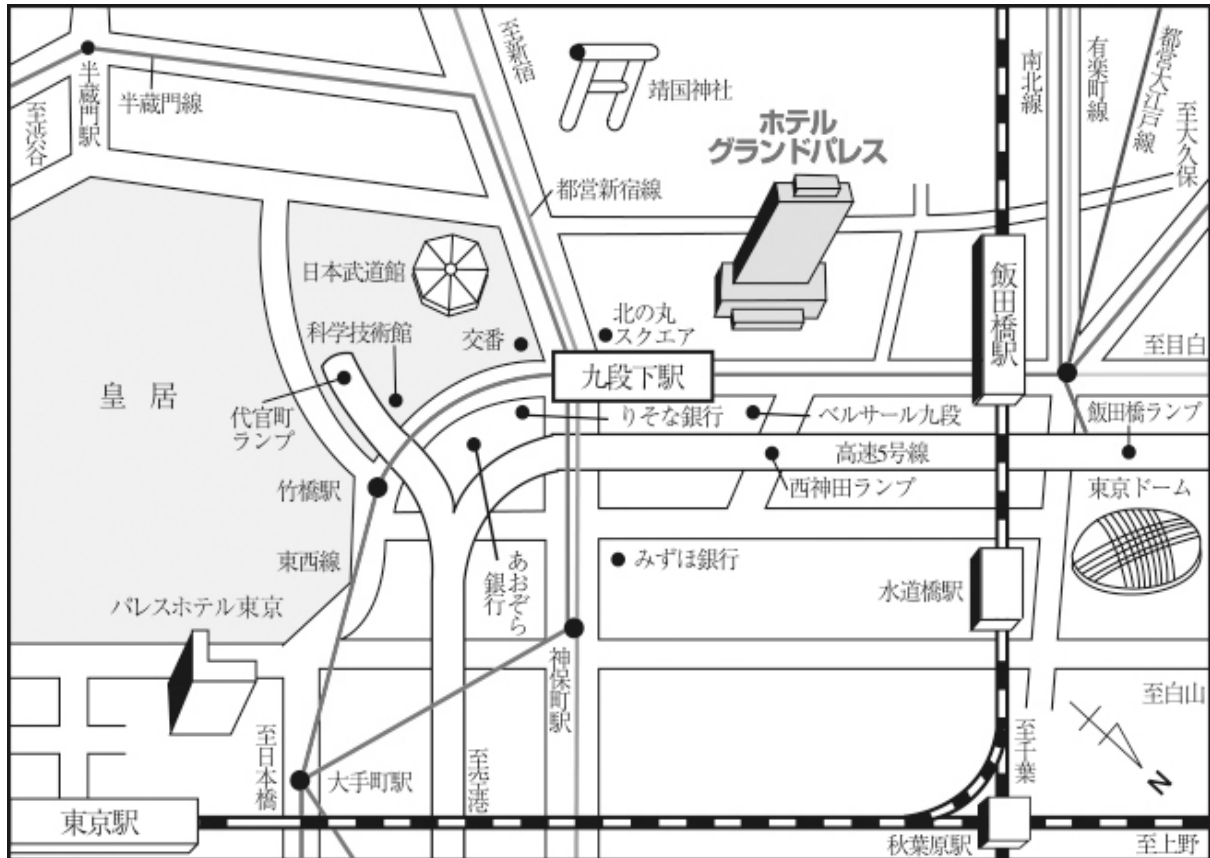 至新宿
靖国神社
ホテル
グランドパレス
南北線
有楽町線
都営大江戸線
至大久保
半蔵門線
半蔵門駅
至渋谷
都営新宿線
日本武道館
飯田橋駅
科学技術館
交番
北の丸
スクエア
至目白
九段下駅
皇居
代官町
ランプ
りそな銀行
ベルサール九段
飯田橋ランプ
高速5号線
竹橋駅
西神田ランプ
東京ドーム
東西線
あおぞら
銀行
みずほ銀行
水道橋駅
パレスホテル東京
神保町駅
至白山
至日本橋
大手町駅
至空港
至千葉
N
東京駅
秋葉原駅
至上野